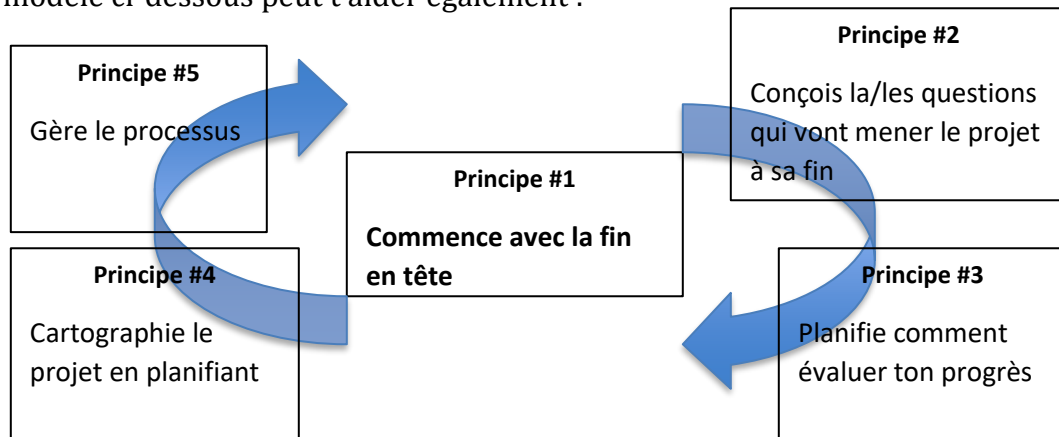 modèle ci-dessous peut t'aider également :
Principe #1
Commence avec la fin
en tête
Principe #2
Conçois la/les questions
qui vont mener le projet
à sa fin
Principe #3
Planifie comment
évaluer ton progrès
Principe #4
Cartographie le
projet en planifiant
Principe #5
Gère le processus